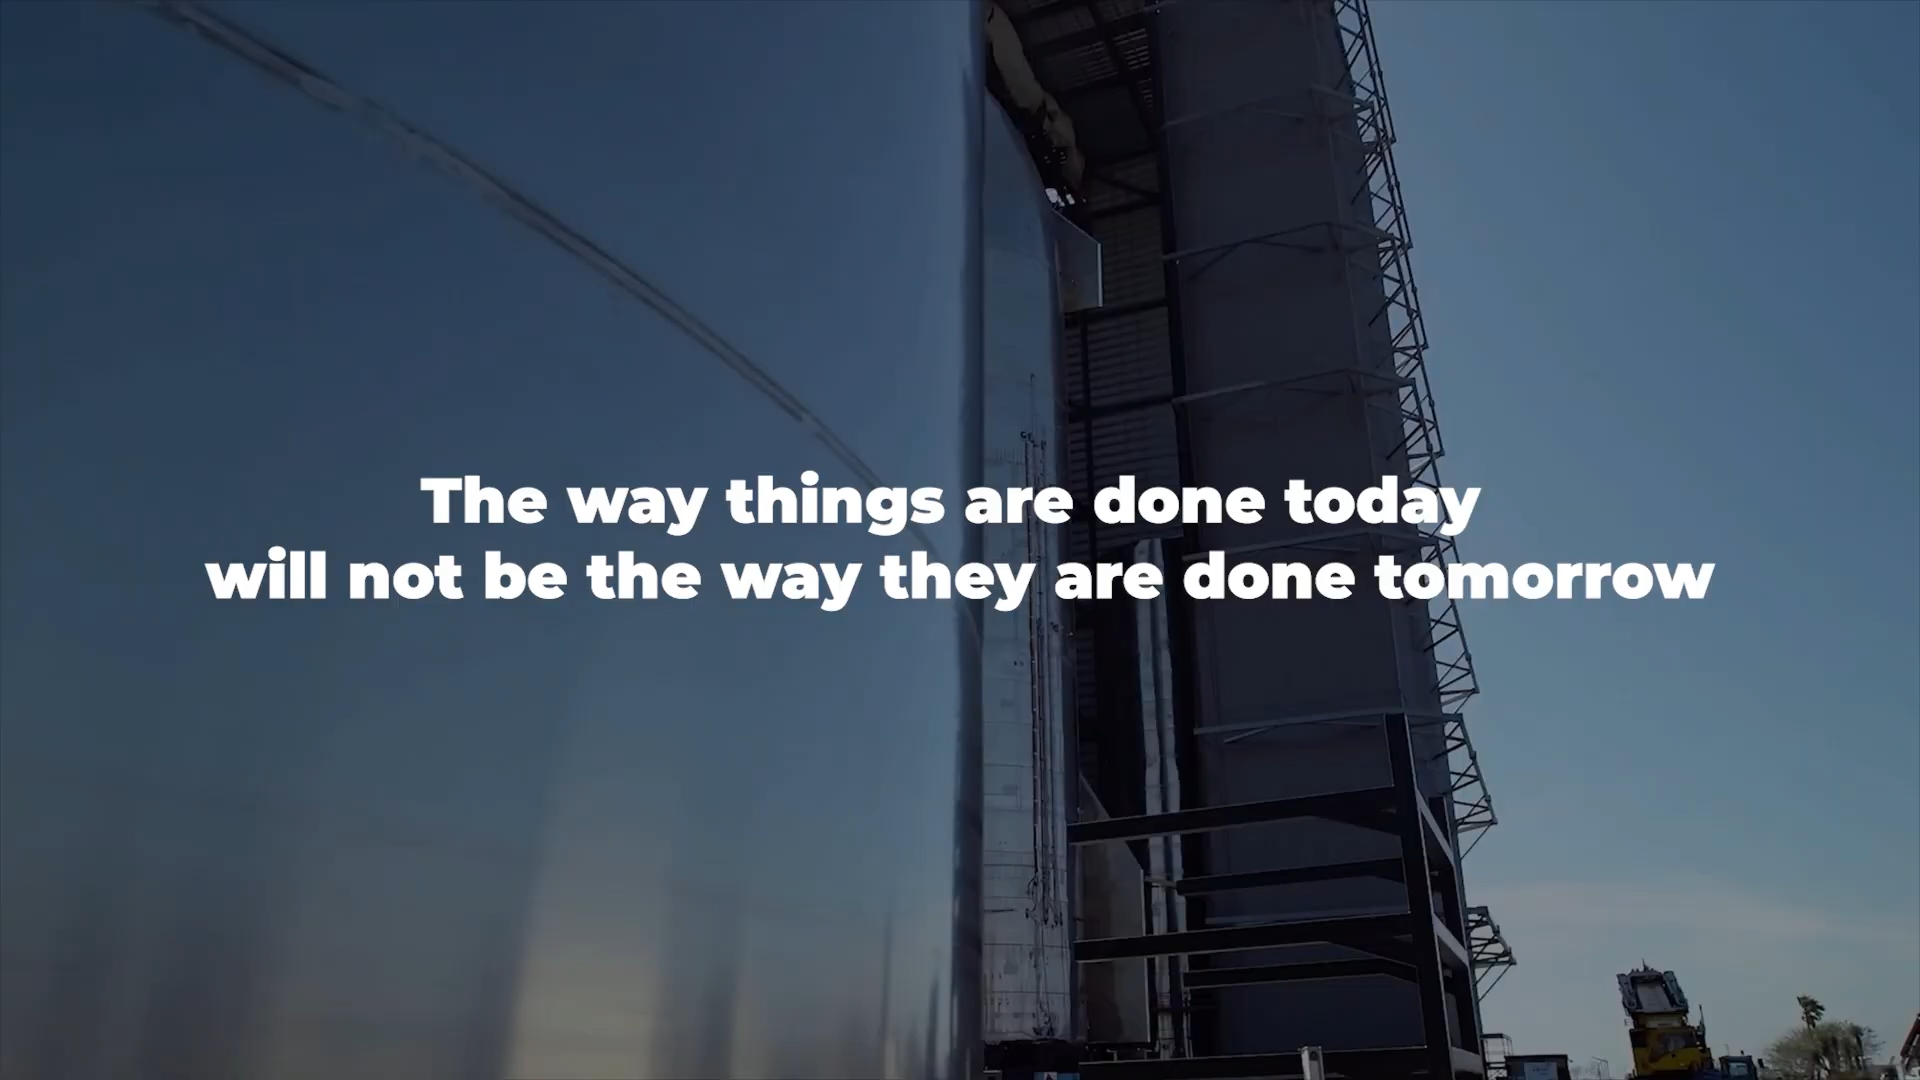 The way things are done today
will not be the way they are done tomorrow